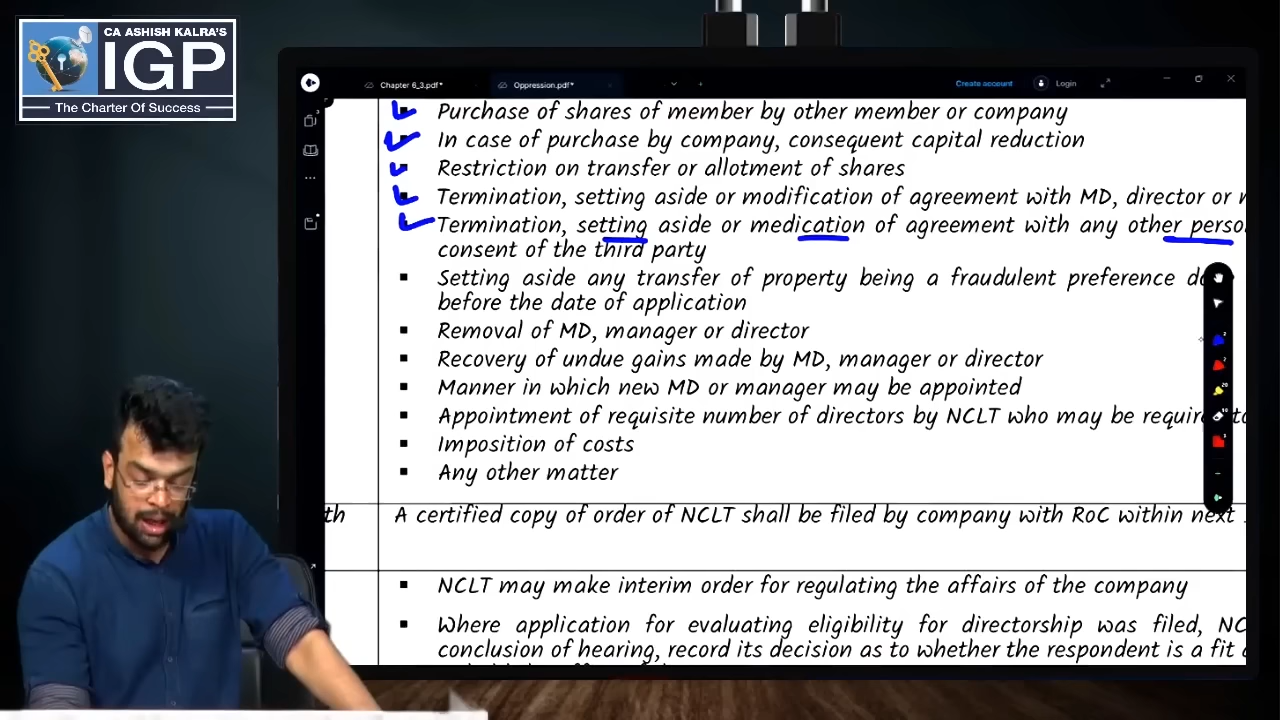 CA ASHISH KALRA'S
IGP
The Charter Of Success
Chapter 6_3.pdf*
Oppression.pdf*
Create account
Login
Purchase of shares of member by other member or company
In case of purchase by company, consequent capital reduction
Restriction on transfer or allotment of shares
Termination, setting aside or modification of agreement with MD, director or
Termination, setting aside or medication of agreement with any other
consent of the third party
Setting aside any transfer of property being a fraudulent preference
before the date of application
Removal of MD, manager or director
Recovery of undue gains made by MD, manager or director
Manner in which new MD or manager may be appointed
Appointment of requisite number of directors by NCLT who may be
Imposition of costs
Any other matter
th A certified copy of order of NCLT shall be filed by company with RoC within next
NCLT may make interim order for regulating the affairs of the company
Where application for evaluating eligibility for directorship was filed,
conclusion of hearing, record its decision as to whether the respondent is a fit